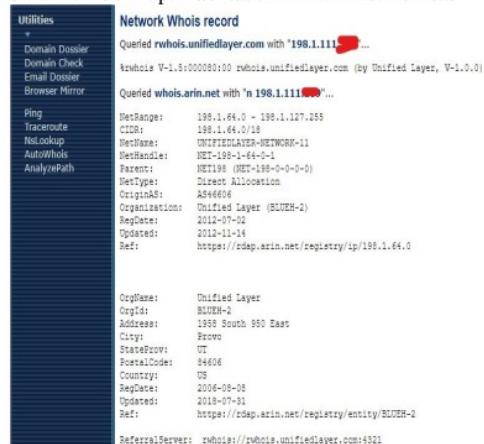 Utilities
Domain Dossier
Domain Check
Email Dossier
Browser Mirror
Ping
Traceroute
NsLookup
AutoWhois
AnalyzePath
Network Whois record
Queried rwhois.unifiedlayer.com with "198.1.111 "...
%rwhois V-1.5:000080:00 rwhois.unifiedlayer.com (by Unified Layer, V-1.0.0)
Queried whois.arin.net with "n 198.1.111 "...
NetRange: 198.1.64.0 - 198.1.127.255
CIDR: 198.1.64.0/18
NetName: UNIFIEDLAYER-NETWORK-11
NetHandle: NET-198-1-64-0-1
Parent: NET198 (NET-198-0-0-0-0)
NetType: Direct Allocation
OriginAS: AS46606
Organization: Unified Layer (BLUEH-2)
RegDate: 2012-07-02
Updated: 2012-11-14
Ref: https://rdap.arin.net/registry/ip/198.1.64.0
OrgName: Unified Layer
OrgId: BLUEH-2
Address: 1958 South 950 East
City: Provo
StateProv: UT
PostalCode: 84606
Country: US
RegDate: 2006-08-08
Updated: 2018-07-31
Ref: https://rdap.arin.net/registry/entity/BLUEH-2
ReferralServer: rwhois://rwhois.unifiedlayer.com:4321